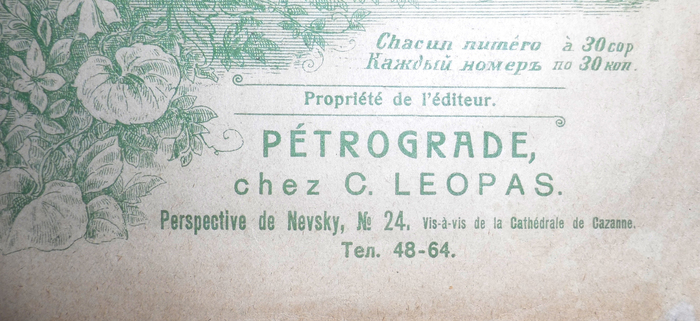 Chacun numéro à 30 cop
Каждый номеръ по 30 коп.
Propriété de l'éditeur.
PÉTROGRADE,
chez C. LEOPAS.
Perspective de Nevsky, № 24. Vis-à-vis de la Cathédrale de Cazanne.
Тел. 48-64.